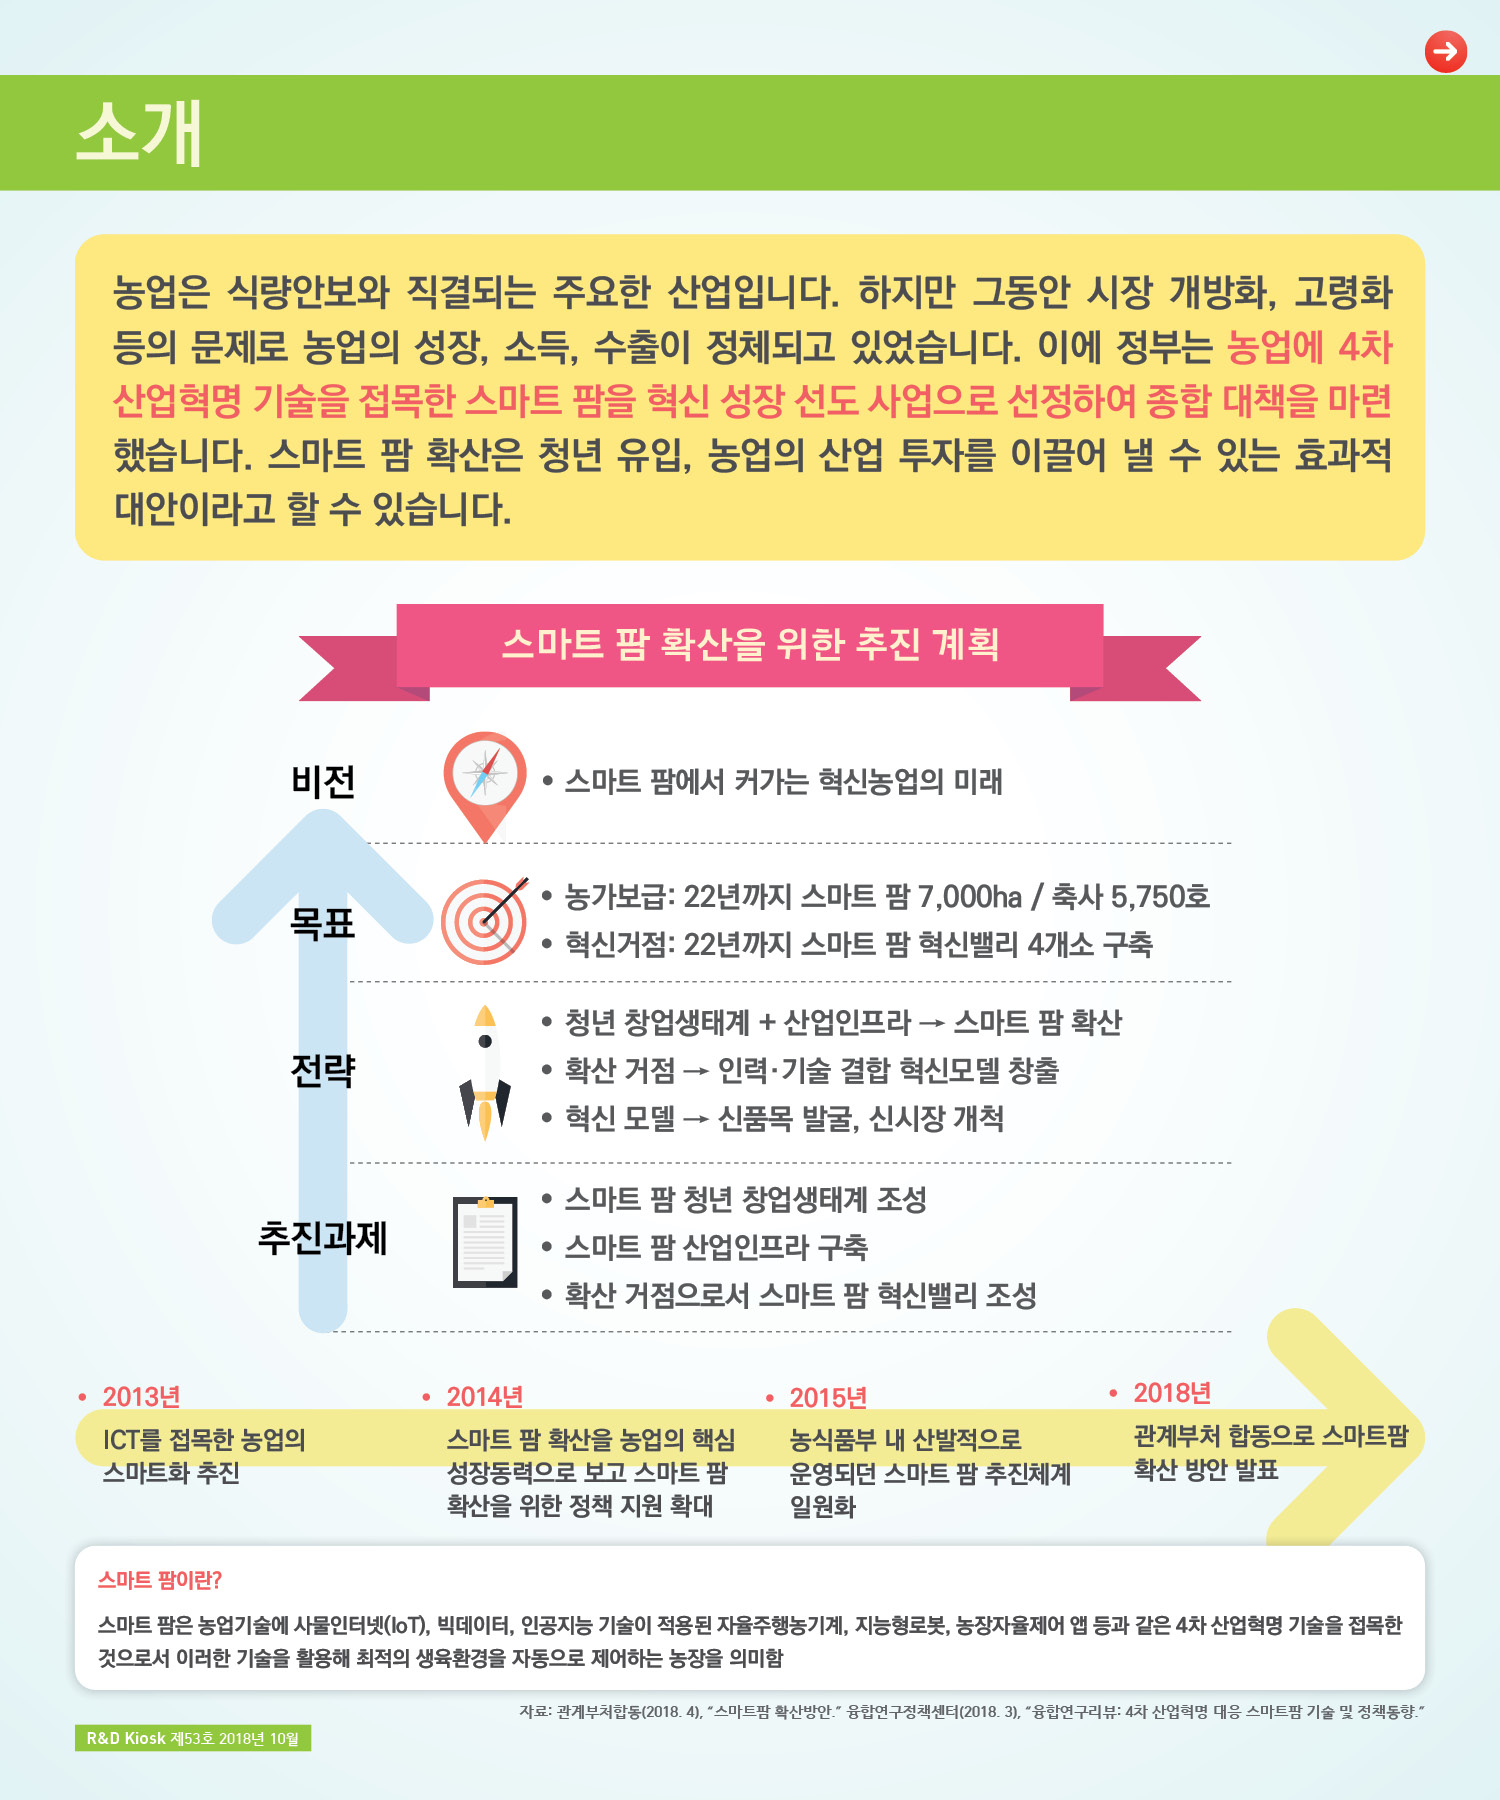 소개
농업은 식량안보와 직결되는 주요한 산업입니다. 하지만 그동안 시장 개방화, 고령화
등의 문제로 농업의 성장, 소득, 수출이 정체되고 있었습니다. 이에 정부는 농업에 4차
산업혁명 기술을 접목한 스마트 팜을 혁신 성장 선도 사업으로 선정하여 종합 대책을 마련
했습니다. 스마트 팜 확산은 청년 유입, 농업의 산업 투자를 이끌어 낼 수 있는 효과적
대안이라고 할 수 있습니다.
스마트 팜 확산을 위한 추진 계획
비전
• 스마트 팜에서 커가는 혁신농업의 미래
목표
• 농가보급: 22년까지 스마트 팜 7,000ha / 축사 5,750호
• 혁신거점: 22년까지 스마트 팜 혁신밸리 4개소 구축
전략
• 청년 창업생태계 + 산업인프라 → 스마트 팜 확산
• 확산 거점 → 인력·기술 결합 혁신모델 창출
• 혁신 모델 → 신품목 발굴, 신시장 개척
추진과제
• 스마트 팜 청년 창업생태계 조성
• 스마트 팜 산업인프라 구축
• 확산 거점으로서 스마트 팜 혁신밸리 조성
• 2013년
ICT를 접목한 농업의
스마트화 추진
• 2014년
스마트 팜 확산을 농업의 핵심
성장동력으로 보고 스마트 팜
확산을 위한 정책 지원 확대
• 2015년
농식품부 내 산발적으로
운영되던 스마트 팜 추진체계
일원화
• 2018년
관계부처 합동으로 스마트팜
확산 방안 발표
스마트 팜이란?
스마트 팜은 농업기술에 사물인터넷(IoT), 빅데이터, 인공지능 기술이 적용된 자율주행농기계, 지능형로봇, 농장자율제어 앱 등과 같은 4차 산업혁명 기술을 접목한
것으로서 이러한 기술을 활용해 최적의 생육환경을 자동으로 제어하는 농장을 의미함
자료: 관계부처합동(2018. 4), “스마트팜 확산방안.” 융합연구정책센터(2018. 3), “융합연구리뷰: 4차 산업혁명 대응 스마트팜 기술 및 정책동향.”
R&D Kiosk 제53호 2018년 10월